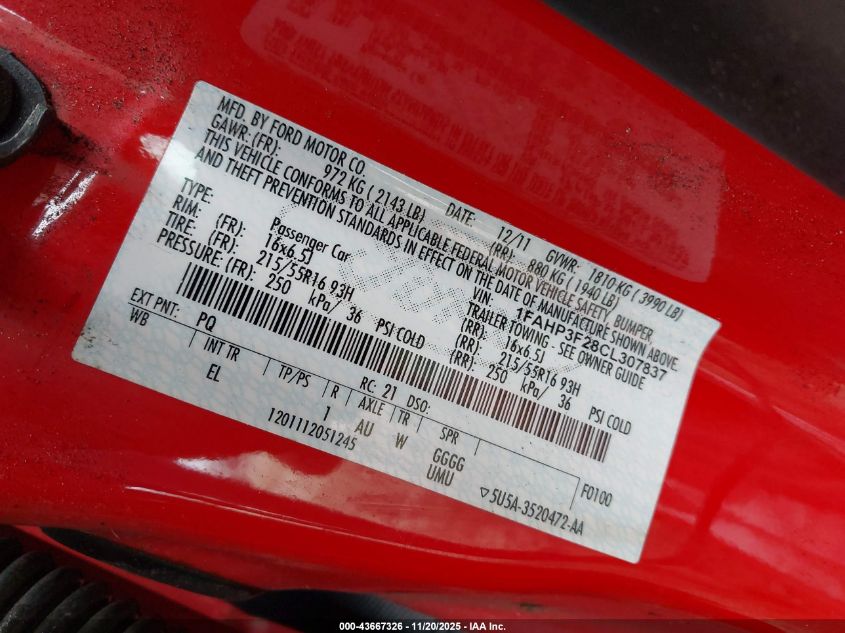 MFD. BY FORD MOTOR CO. DATE: 12/11 GVWR: 1810 KG ( 3990 LB)
GAWR: (FR): 972 KG ( 2143 LB) (RR): 880 KG ( 1940 LB)
THIS VEHICLE CONFORMS TO ALL APPLICABLE FEDERAL MOTOR VEHICLE SAFETY, BUMPER,
AND THEFT PREVENTION STANDARDS IN EFFECT ON THE DATE OF MANUFACTURE SHOWN ABOVE.
VIN: 1FAHP3F28CL307837
TYPE: Passenger Car TRAILER TOWING: SEE OWNER GUIDE
RIM: (FR): 16x6.5J (RR): 16x6.5J
TIRE: (FR): 215/55R16 93H (RR): 215/55R16 93H
PRESSURE: (FR): 250 kPa/ 36 PSI COLD (RR): 250 kPa/ 36 PSI COLD
EXT PNT: PQ RC: 21 DSO:
WB INT TR TP/PS R AXLE TR SPR
EL 1 AU W GGGG F0100
1201112051245 UMU ▽5U5A-3520472-AA
000-43667326 - 11/20/2025 - IAA Inc.